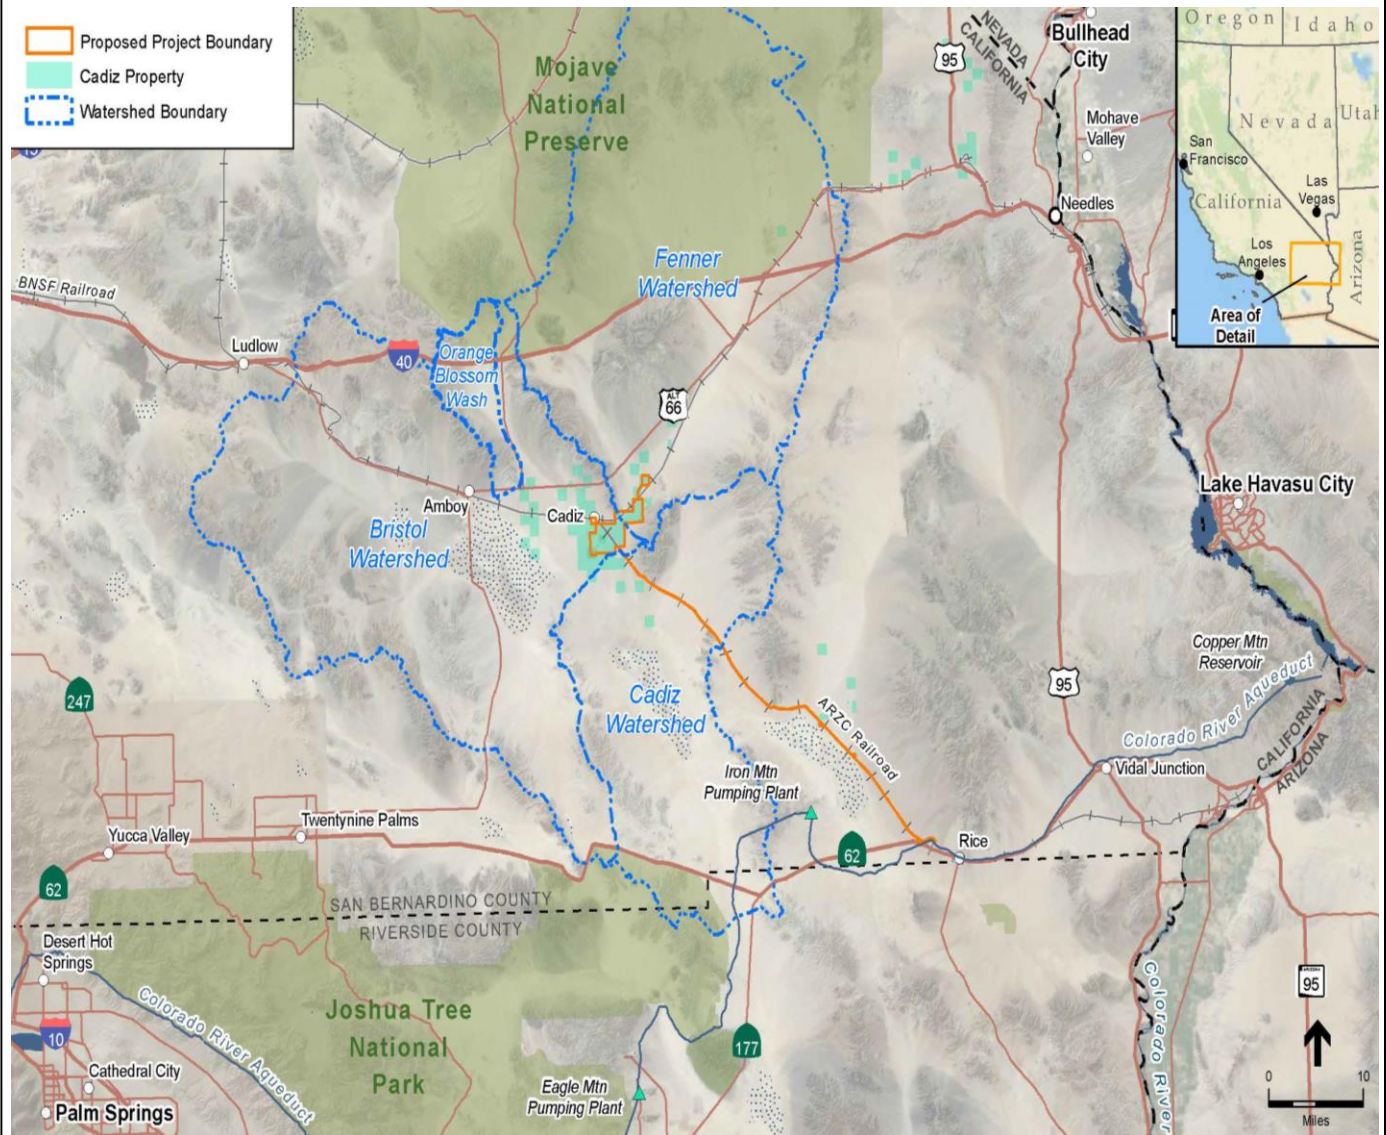 Proposed Project Boundary
Cadiz Property
Watershed Boundary
Mojave
National
Preserve
95
NEVADA
CALIFORNIA
Bullhead
City
Mohave
Valley
Needles
Oregon
Idaho
Nevada
Utah
San
Francisco
California
Las
Vegas
Los
Angeles
Arizona
Area of
Detail
Fenner
Watershed
BNSF Railroad
Ludlow
40
Orange
Blossom
Wash
ALT
66
Amboy
Cadiz
Bristol
Watershed
Lake Havasu City
Copper Mtn
Reservoir
Colorado River Aqueduct
CALIFORNIA
ARIZONA
95
247
Cadiz
Watershed
ARZC Railroad
Iron Mtn
Pumping Plant
Vidal Junction
Yucca Valley
Twentynine Palms
62
Rice
62
SAN BERNARDINO COUNTY
RIVERSIDE COUNTY
Desert Hot
Springs
Colorado River Aqueduct
Joshua Tree
National
Park
10
Cathedral City
Palm Springs
177
Eagle Mtn
Pumping Plant
Colorado River
95
0 10
Miles